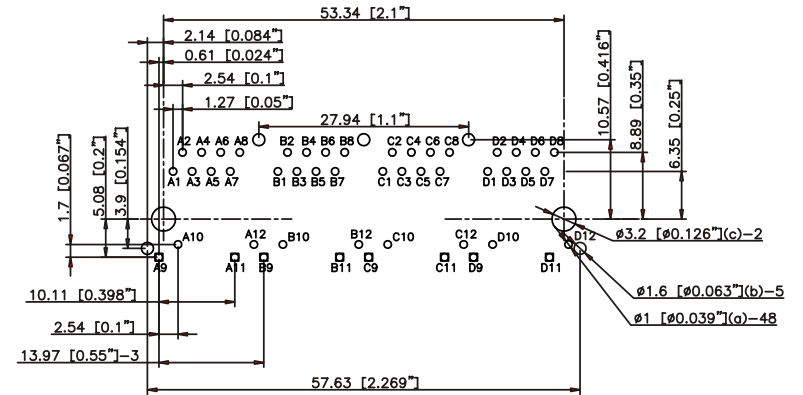 53.34 [2.1"]
2.14 [0.084"]
0.61 [0.024"]
2.54 [0.1"]
1.27 [0.05"]
27.94 [1.1"]
10.57 [0.416"]
8.89 [0.35"]
6.35 [0.25"]
1.7 [0.067"]
5.08 [0.2"]
3.9 [0.154"]
A2 A4 A6 A8 B2 B4 B6 B8 C2 C4 C6 C8 D2 D4 D6 D8
A1 A3 A5 A7 B1 B3 B5 B7 C1 C3 C5 C7 D1 D3 D5 D7
A10 A12 B10 B12 C10 C12 D10 D12
A9 A11 B9 B11 C9 C11 D9 D11
ø3.2 [ø0.126"](c)-2
ø1.6 [ø0.063"](b)-5
ø1 [ø0.039"](a)-48
10.11 [0.398"]
2.54 [0.1"]
13.97 [0.55"]-3
57.63 [2.269"]